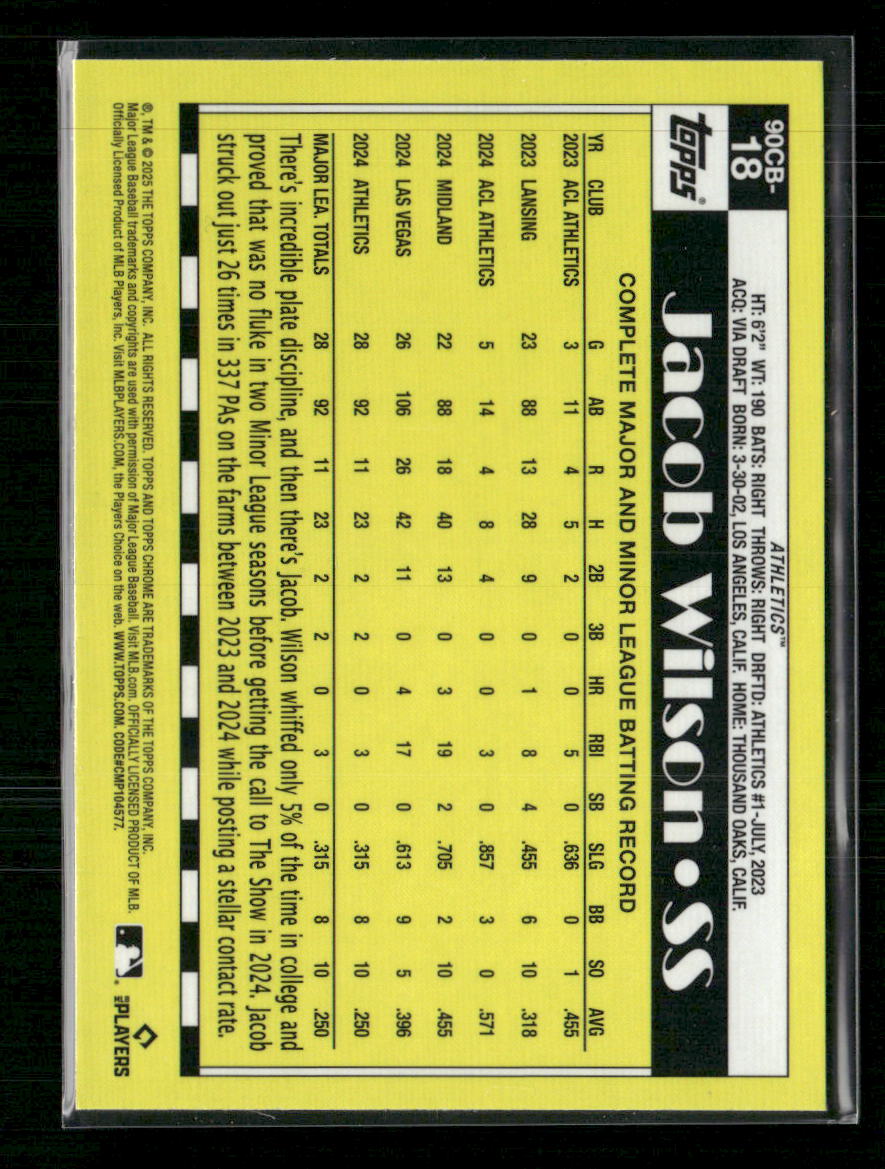 90CB-
18
ATHLETICS™
HT: 6'2" WT: 190 BATS: RIGHT THROWS: RIGHT DRFTD: ATHLETICS #1-JULY, 2023
ACQ: VIA DRAFT BORN: 3-30-02, LOS ANGELES, CALIF. HOME: THOUSAND OAKS, CALIF.
topps®
Jacob Wilson • SS
COMPLETE MAJOR AND MINOR LEAGUE BATTING RECORD
YR CLUB G AB R H 2B 3B HR RBI SB SLG BB SO AVG
2023 ACL ATHLETICS 3 11 4 5 2 0 0 5 0 .636 0 1 .455
2023 LANSING 23 88 13 28 9 0 1 8 4 .455 6 10 .318
2024 ACL ATHLETICS 5 14 4 8 4 0 0 3 0 .857 3 0 .571
2024 MIDLAND 22 88 18 40 13 0 3 19 2 .705 2 10 .455
2024 LAS VEGAS 26 106 26 42 11 0 4 17 0 .613 9 5 .396
2024 ATHLETICS 28 92 11 23 2 2 0 3 0 .315 8 10 .250
MAJOR LEA. TOTALS 28 92 11 23 2 2 0 3 0 .315 8 10 .250
There's incredible plate discipline, and then there's Jacob. Wilson whiffed only 5% of the time in college and
proved that was no fluke in two Minor League seasons before getting the call to The Show in 2024. Jacob
struck out just 26 times in 337 PAs on the farms between 2023 and 2024 while posting a stellar contact rate.
®, TM & © 2025 THE TOPPS COMPANY, INC. ALL RIGHTS RESERVED. TOPPS AND TOPPS CHROME ARE TRADEMARKS OF THE TOPPS COMPANY, INC.
Major League Baseball trademarks and copyrights are used with permission of Major League Baseball. Visit MLB.com. OFFICIALLY LICENSED PRODUCT OF MLB.
Officially Licensed Product of MLB Players, Inc. Visit MLBPLAYERS.COM, the Players Choice on the web. WWW.TOPPS.COM. CODE#CMP104577.
MLB PLAYERS